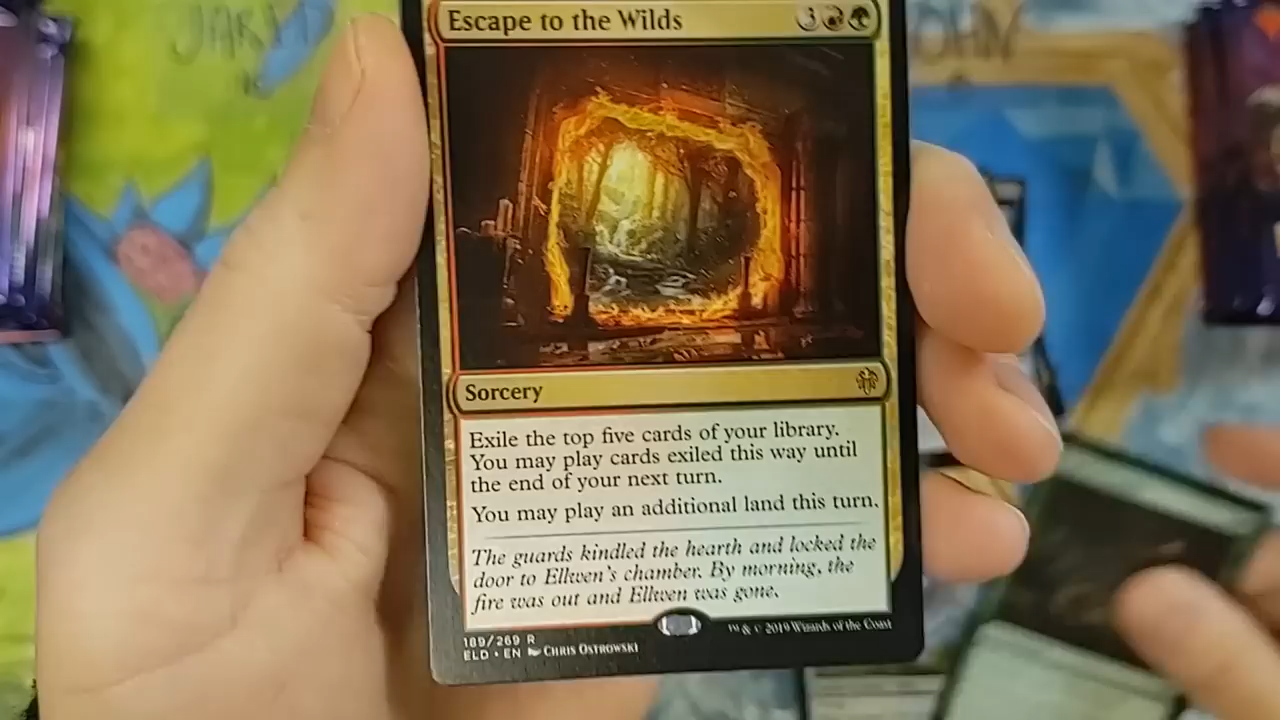 Escape to the Wilds 3
Sorcery
Exile the top five cards of your library.
You may play cards exiled this way until
the end of your next turn.
You may play an additional land this turn.
The guards kindled the hearth and locked the
door to Ellwen's chamber. By morning, the
fire was out and Ellwen was gone.
189/269 R
ELD • EN CHRIS OSTROWSKI
™ & © 2019 Wizards of the Coast